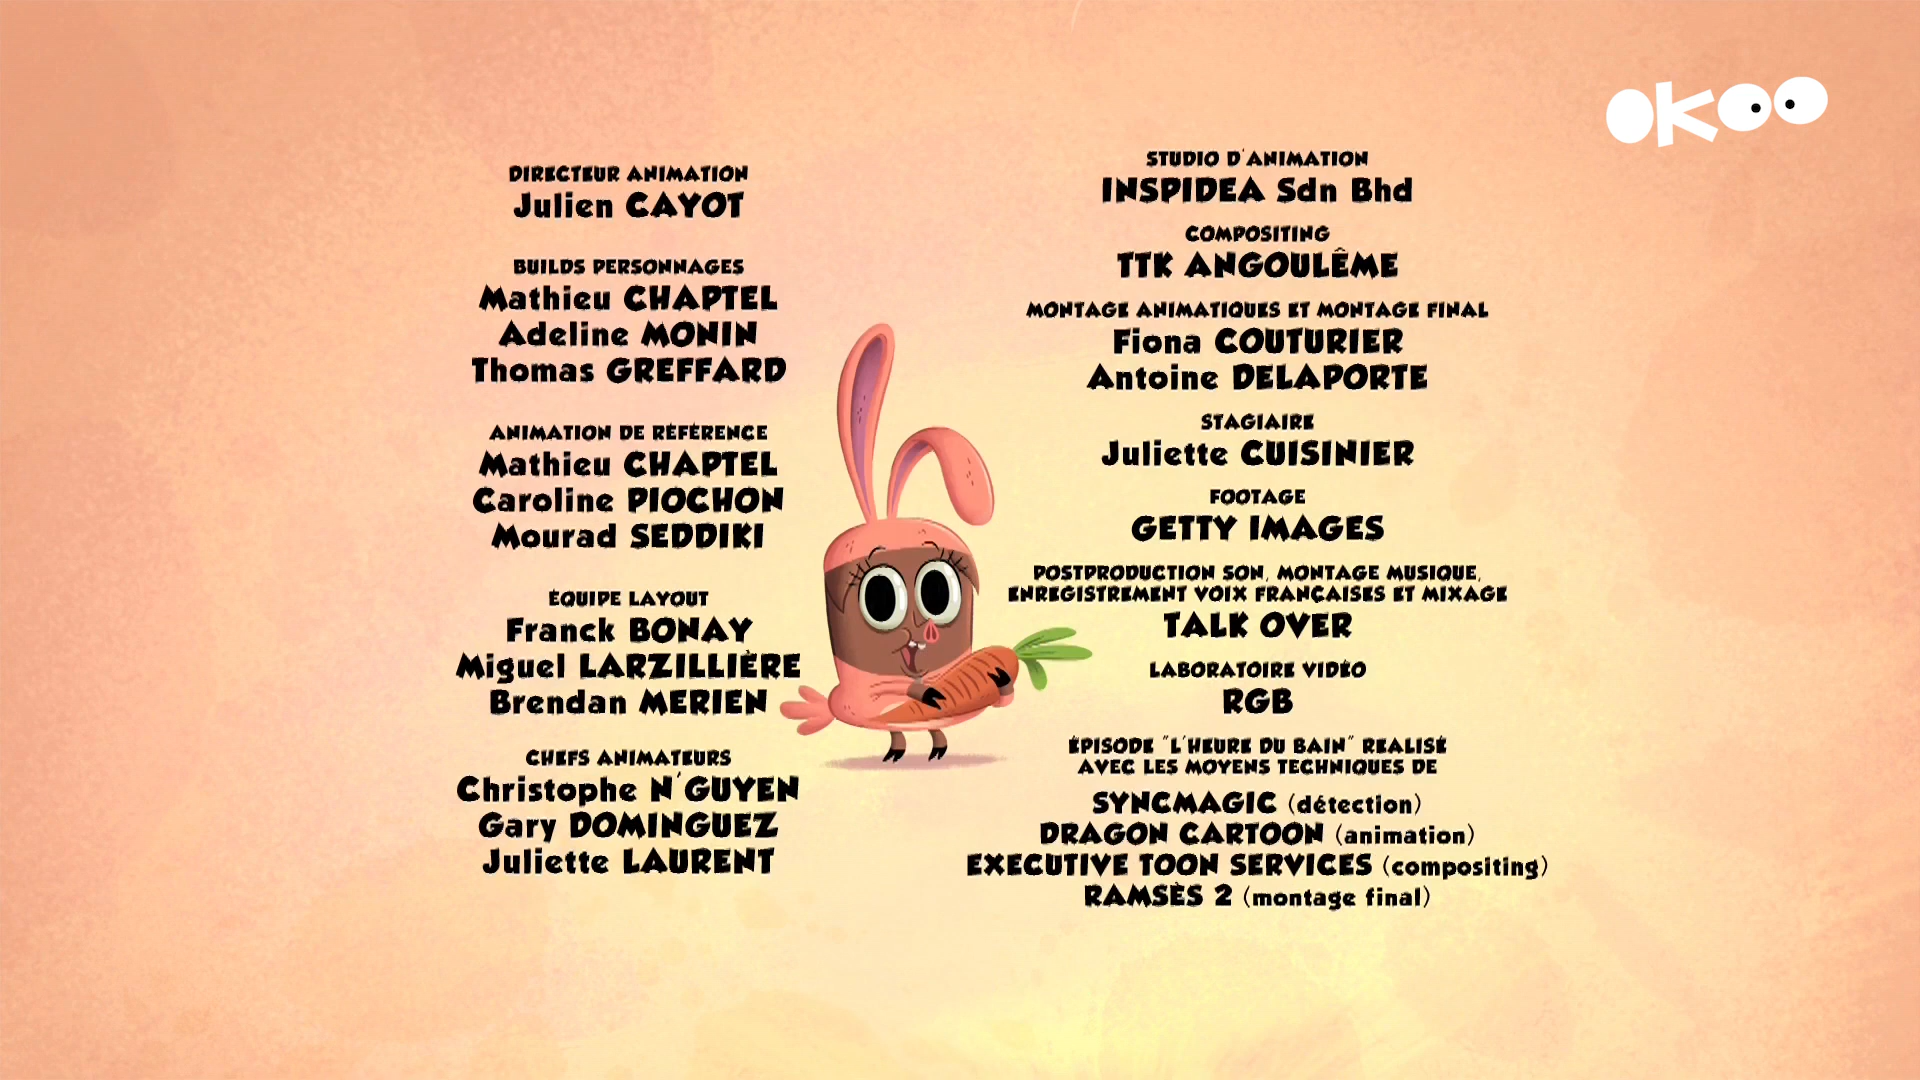 DIRECTEUR ANIMATION
Julien CAYOT
BUILDS PERSONNAGES
Mathieu CHAPTEL
Adeline MONIN
Thomas GREFFARD
ANIMATION DE RÉFÉRENCE
Mathieu CHAPTEL
Caroline PIOCHON
Mourad SEDDIKI
ÉQUIPE LAYOUT
Franck BONAY
Miguel LARZILLIÈRE
Brendan MERIEN
CHEFS ANIMATEURS
Christophe N'GUYEN
Gary DOMINGUEZ
Juliette LAURENT
OKOO
STUDIO D'ANIMATION
INSPIDEA Sdn Bhd
COMPOSITING
TTK ANGOULÊME
MONTAGE ANIMATIQUES ET MONTAGE FINAL
Fiona COUTURIER
Antoine DELAPORTE
STAGIAIRE
Juliette CUISINIER
FOOTAGE
GETTY IMAGES
POSTPRODUCTION SON, MONTAGE MUSIQUE,
ENREGISTREMENT VOIX FRANÇAISES ET MIXAGE
TALK OVER
LABORATOIRE VIDÉO
RGB
ÉPISODE "L'HEURE DU BAIN" REALISÉ
AVEC LES MOYENS TECHNIQUES DE
SYNCMAGIC (détection)
DRAGON CARTOON (animation)
EXECUTIVE TOON SERVICES (compositing)
RAMSÈS 2 (montage final)